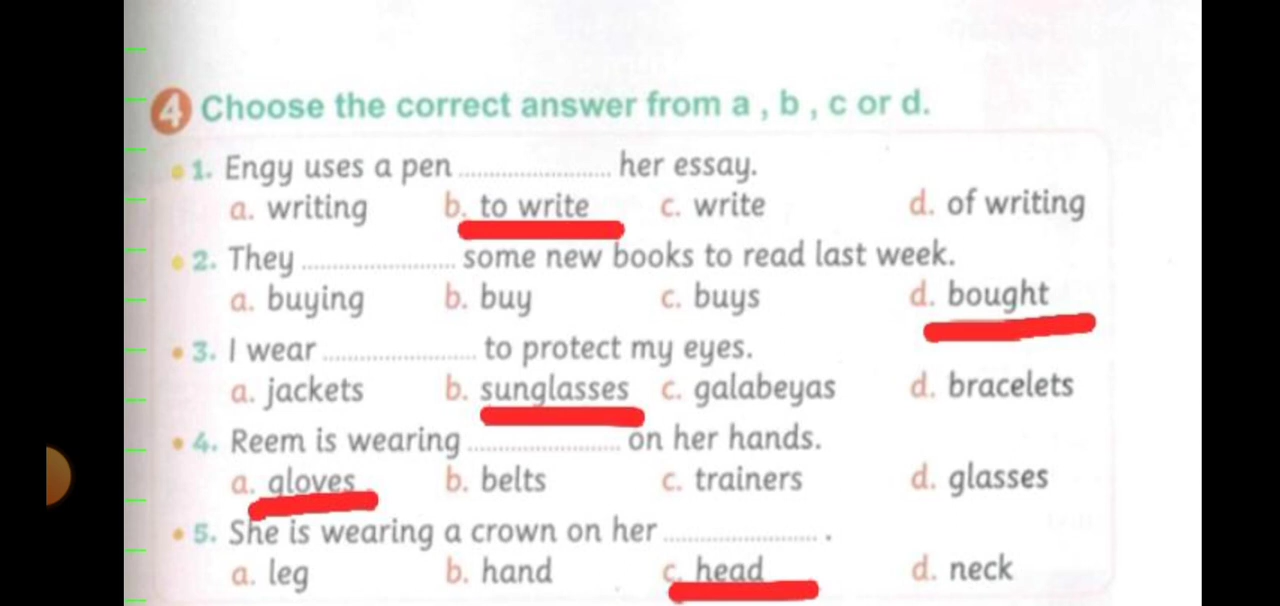 4 Choose the correct answer from a , b , c or d.
1. Engy uses a pen ........................ her essay.
a. writing b. to write c. write d. of writing
2. They ........................ some new books to read last week.
a. buying b. buy c. buys d. bought
3. I wear ........................ to protect my eyes.
a. jackets b. sunglasses c. galabeyas d. bracelets
4. Reem is wearing ........................ on her hands.
a. gloves b. belts c. trainers d. glasses
5. She is wearing a crown on her ........................ .
a. leg b. hand c. head d. neck